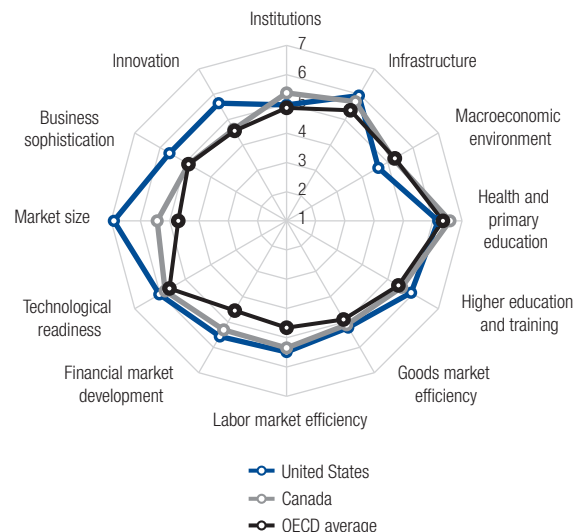 Institutions
7
6
5
4
3
2
1
Innovation
Infrastructure
Business
sophistication
Macroeconomic
environment
Market size
Health and
primary
education
Technological
readiness
Higher education
and training
Financial market
development
Goods market
efficiency
Labor market efficiency
United States
Canada
OECD average